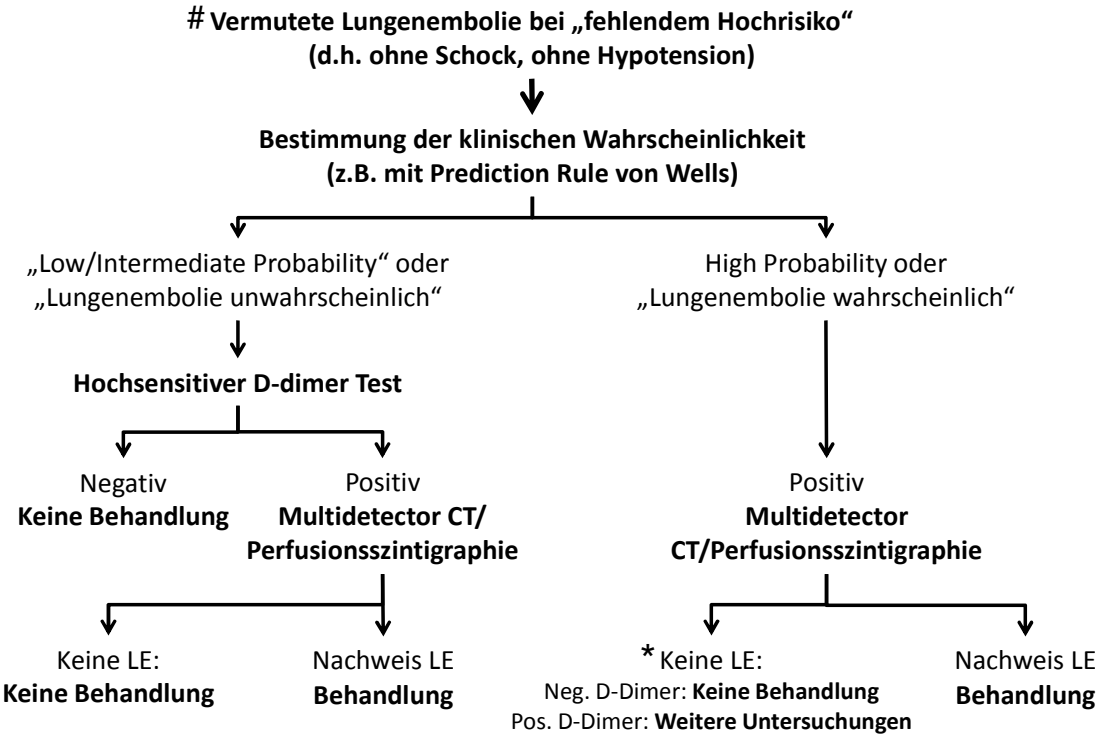 # Vermutete Lungenembolie bei „fehlendem Hochrisiko“
(d.h. ohne Schock, ohne Hypotension)
Bestimmung der klinischen Wahrscheinlichkeit
(z.B. mit Prediction Rule von Wells)
„Low/Intermediate Probability“ oder
„Lungenembolie unwahrscheinlich“
High Probability oder
„Lungenembolie wahrscheinlich“
Hochsensitiver D-dimer Test
Negativ
Keine Behandlung
Positiv
Multidetector CT/
Perfusionsszintigraphie
Positiv
Multidetector
CT/Perfusionsszintigraphie
Keine LE:
Keine Behandlung
Nachweis LE
Behandlung
* Keine LE:
Neg. D-Dimer: Keine Behandlung
Pos. D-Dimer: Weitere Untersuchungen
Nachweis LE
Behandlung